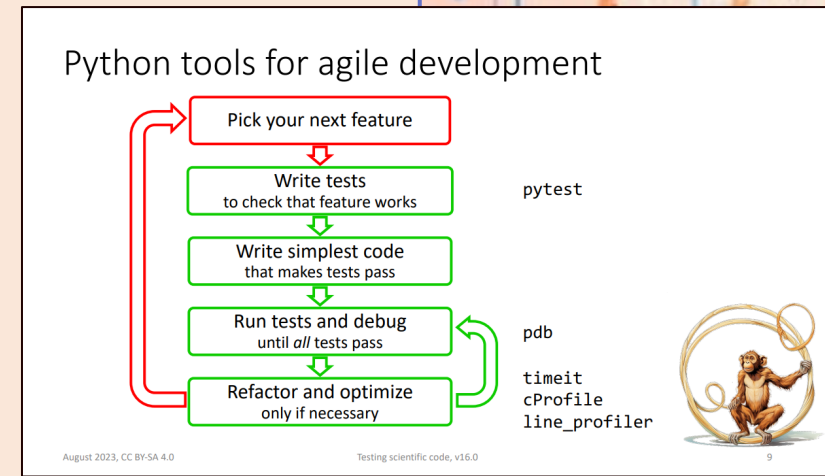 Python tools for agile development
Pick your next feature
Write tests
to check that feature works
pytest
Write simplest code
that makes tests pass
Run tests and debug
until all tests pass
pdb
Refactor and optimize
only if necessary
timeit
cProfile
line_profiler
August 2023, CC BY-SA 4.0
Testing scientific code, v16.0
9